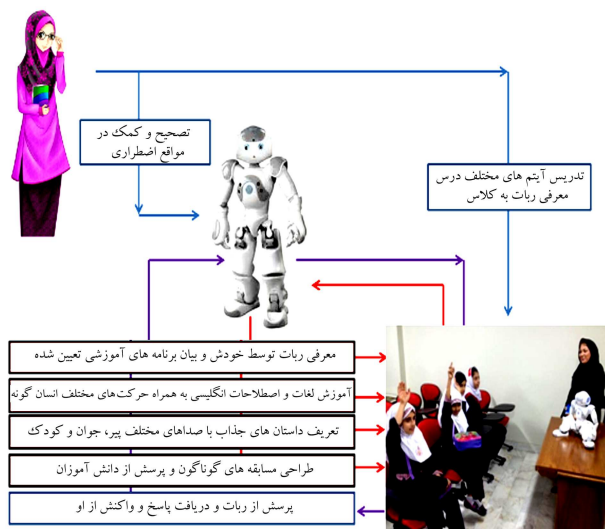 تصحیح و کمک در
مواقع اضطراری
تدریس آیتم های مختلف درس
معرفی ربات به کلاس
معرفی ربات توسط خودش و بیان برنامه های آموزشی تعیین شده
آموزش لغات و اصطلاحات انگلیسی به همراه حرکت‌های مختلف انسان گونه
تعریف داستان های جذاب با صداهای مختلف پیر، جوان و کودک
طراحی مسابقه های گوناگون و پرسش از دانش آموزان
پرسش از ربات و دریافت پاسخ و واکنش از او